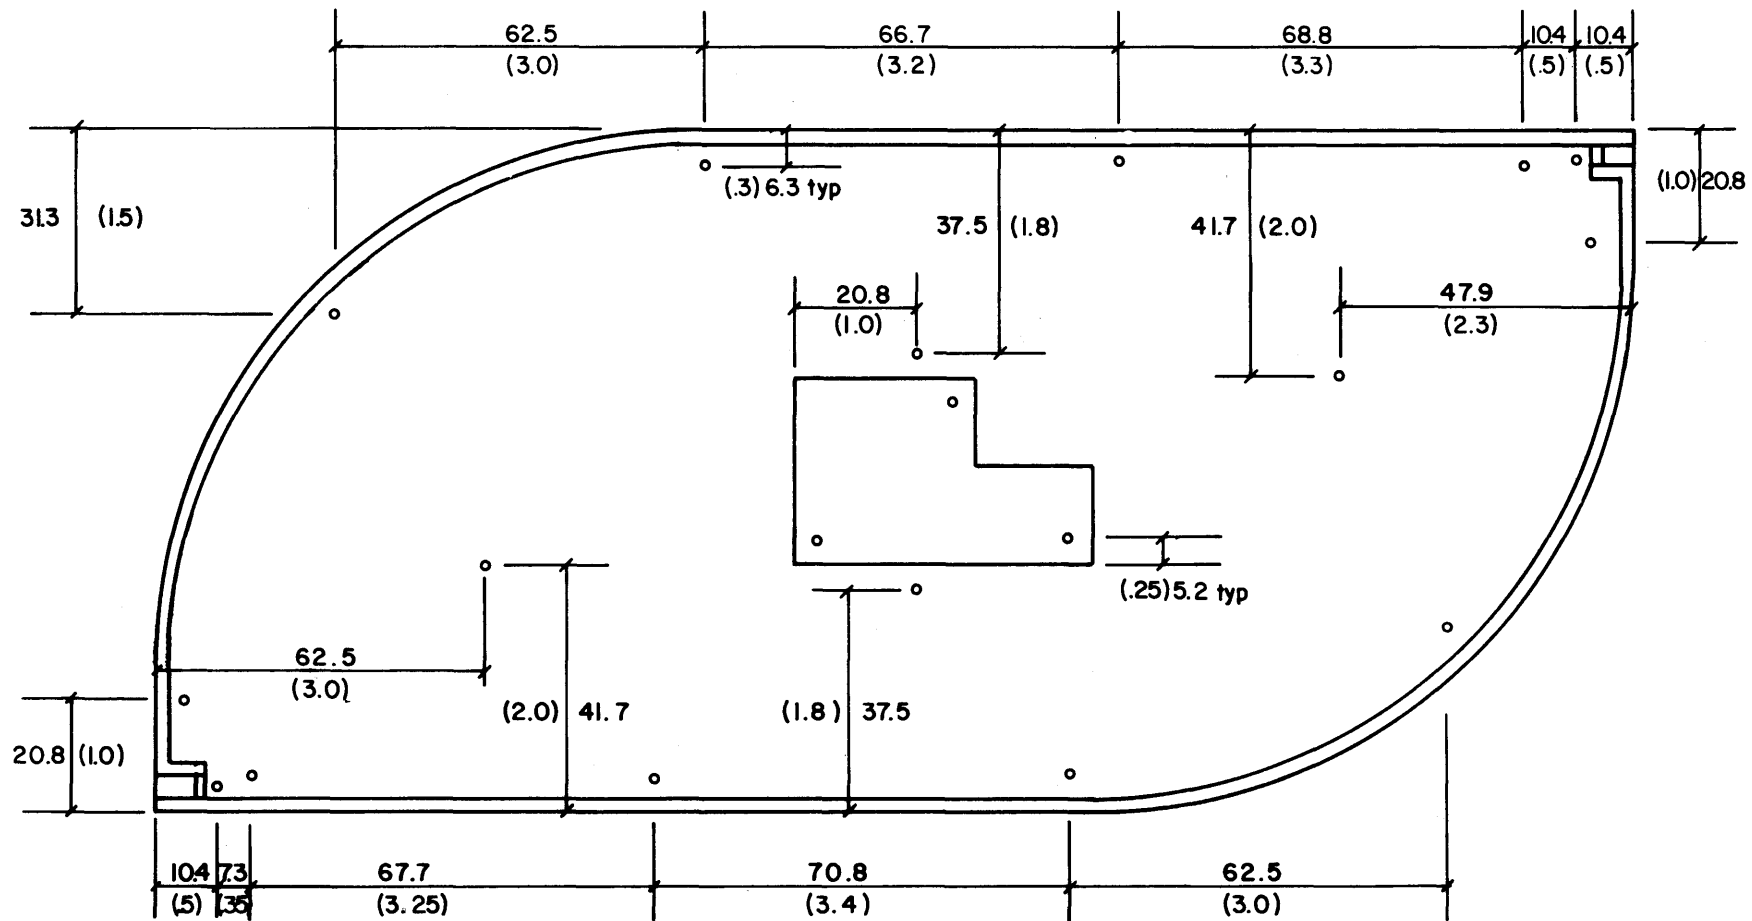 62.5 66.7 68.8 10.4 10.4
(3.0) (3.2) (3.3) (.5) (.5)
(.3) 6.3 typ
(1.0) 20.8
31.3 (1.5)
37.5 (1.8)
41.7 (2.0)
20.8
(1.0)
47.9
(2.3)
(.25) 5.2 typ
62.5
(3.0)
(2.0) 41.7
(1.8) 37.5
20.8 (1.0)
10.4 7.3 67.7 70.8 62.5
(.5) (.35) (3.25) (3.4) (3.0)